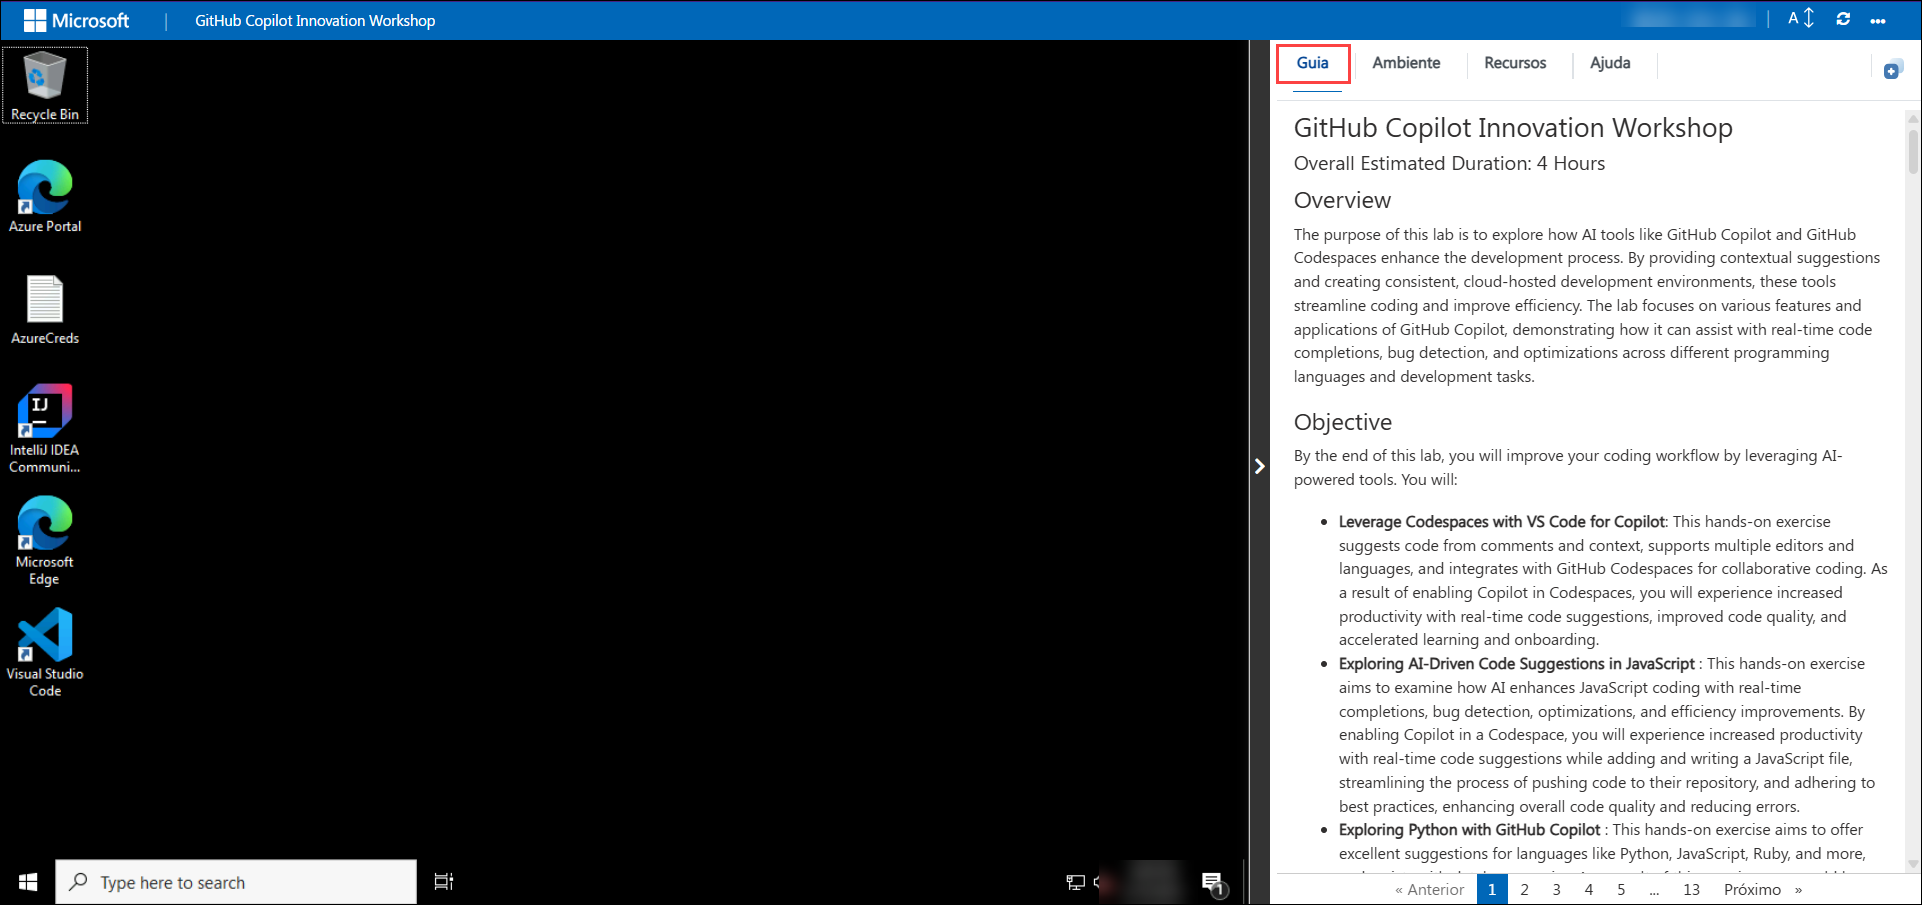 Microsoft | GitHub Copilot Innovation Workshop
A
Recycle Bin
Azure Portal
AzureCreds
IJ
IntelliJ IDEA
Communi...
Microsoft
Edge
Visual Studio
Code
Type here to search
1
Guia
Ambiente
Recursos
Ajuda
GitHub Copilot Innovation Workshop
Overall Estimated Duration: 4 Hours
Overview
The purpose of this lab is to explore how AI tools like GitHub Copilot and GitHub
Codespaces enhance the development process. By providing contextual suggestions
and creating consistent, cloud-hosted development environments, these tools
streamline coding and improve efficiency. The lab focuses on various features and
applications of GitHub Copilot, demonstrating how it can assist with real-time code
completions, bug detection, and optimizations across different programming
languages and development tasks.
Objective
By the end of this lab, you will improve your coding workflow by leveraging AI-
powered tools. You will:
• Leverage Codespaces with VS Code for Copilot: This hands-on exercise
suggests code from comments and context, supports multiple editors and
languages, and integrates with GitHub Codespaces for collaborative coding. As
a result of enabling Copilot in Codespaces, you will experience increased
productivity with real-time code suggestions, improved code quality, and
accelerated learning and onboarding.
• Exploring AI-Driven Code Suggestions in JavaScript : This hands-on exercise
aims to examine how AI enhances JavaScript coding with real-time
completions, bug detection, optimizations, and efficiency improvements. By
enabling Copilot in a Codespace, you will experience increased productivity
with real-time code suggestions while adding and writing a JavaScript file,
streamlining the process of pushing code to their repository, and adhering to
best practices, enhancing overall code quality and reducing errors.
• Exploring Python with GitHub Copilot : This hands-on exercise aims to offer
excellent suggestions for languages like Python, JavaScript, Ruby, and more,
« Anterior 1 2 3 4 5 ... 13 Próximo »